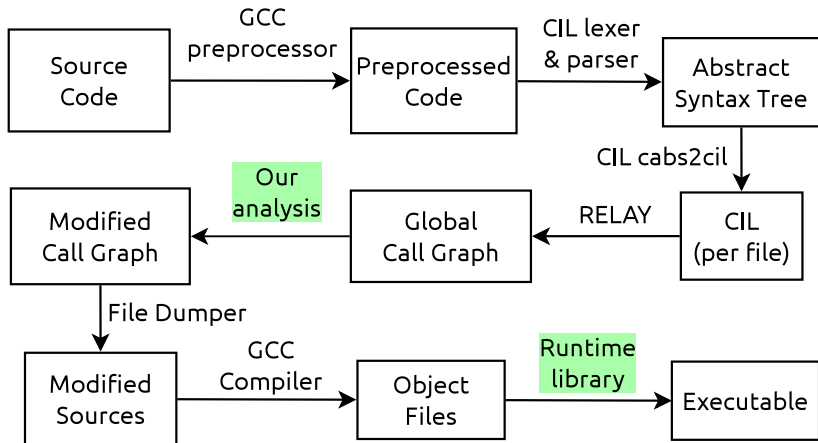 Source
Code
GCC
preprocessor
Preprocessed
Code
CIL lexer
& parser
Abstract
Syntax Tree
CIL cabs2cil
CIL
(per file)
RELAY
Global
Call Graph
Our
analysis
Modified
Call Graph
File Dumper
Modified
Sources
GCC
Compiler
Object
Files
Runtime
library
Executable